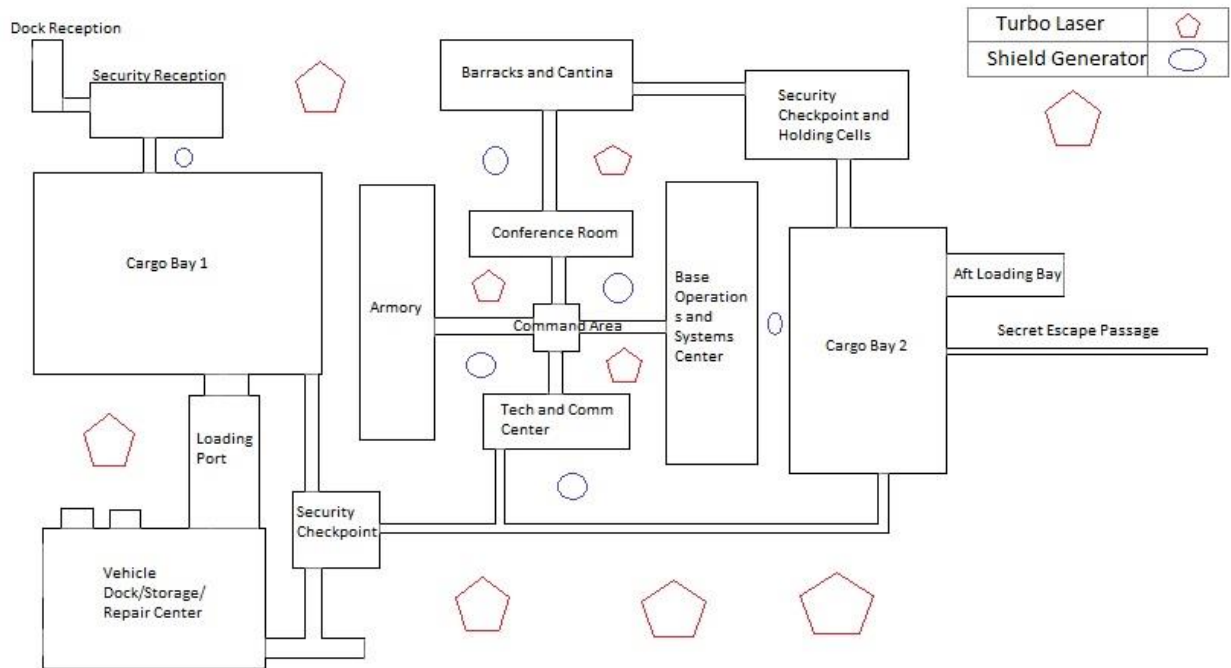 Dock Reception
Security Reception
Barracks and Cantina
Turbo Laser
Shield Generator
Security
Checkpoint and
Holding Cells
Conference Room
Cargo Bay 1
Armory
Command Area
Base
Operation
s and
Systems
Center
Cargo Bay 2
Aft Loading Bay
Secret Escape Passage
Tech and Comm
Center
Loading
Port
Security
Checkpoint
Vehicle
Dock/Storage/
Repair Center